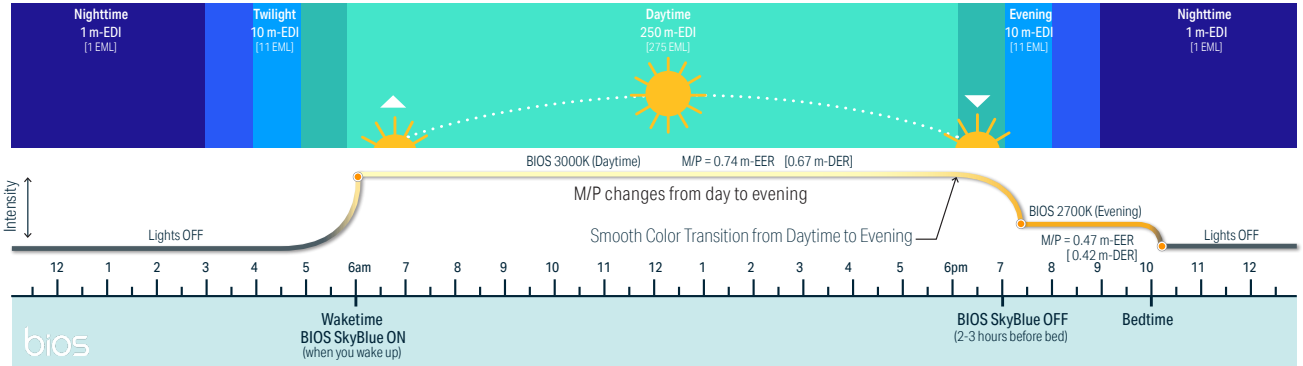 Nighttime
1 m-EDI
[1 EML]
Twilight
10 m-EDI
[11 EML]
Daytime
250 m-EDI
[275 EML]
Evening
10 m-EDI
[11 EML]
Nighttime
1 m-EDI
[1 EML]
Intensity
BIOS 3000K (Daytime) M/P = 0.74 m-EER [0.67 m-DER]
M/P changes from day to evening
Smooth Color Transition from Daytime to Evening
BIOS 2700K (Evening)
M/P = 0.47 m-EER
[0.42 m-DER]
Lights OFF
Lights OFF
12 1 2 3 4 5 6am 7 8 9 10 11 12 1 2 3 4 5 6pm 7 8 9 10 11 12
Waketime
BIOS SkyBlue ON
(when you wake up)
BIOS SkyBlue OFF
(2-3 hours before bed)
Bedtime
bios